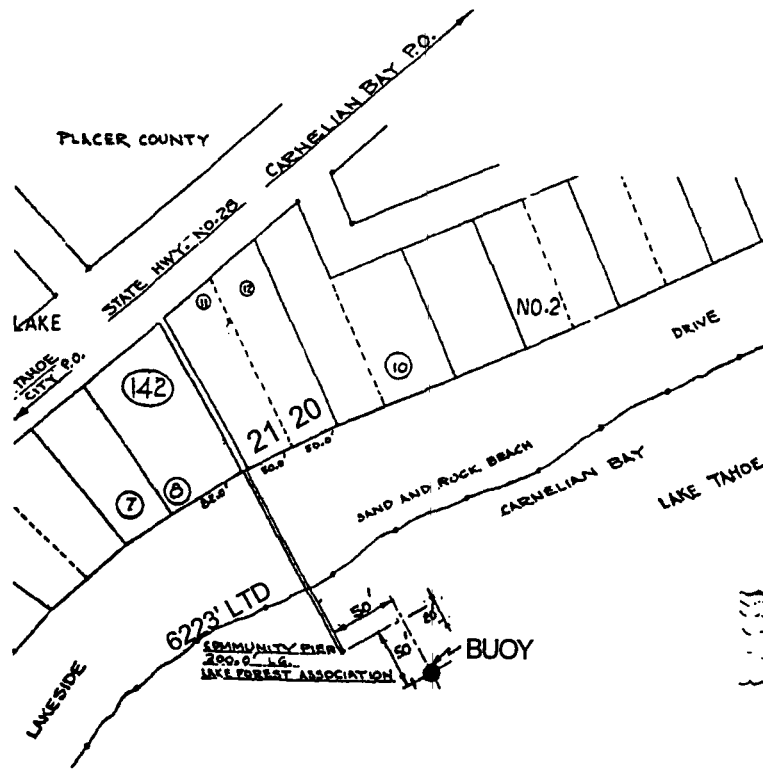 PLACER COUNTY
CARNELIAN BAY P.O.
STATE HWY. NO. 28
LAKE
TAHOE
CITY P.O.
142
11
12
10
NO.2
DRIVE
7
8
21
20
82.0'
50.0'
50.0'
SAND AND ROCK BEACH
CARNELIAN BAY
LAKE TAHOE
6223' LTD
LAKESIDE
COMMUNITY PIER
200.0' LG.
LAKE FOREST ASSOCIATION
50'
50'
20'
BUOY